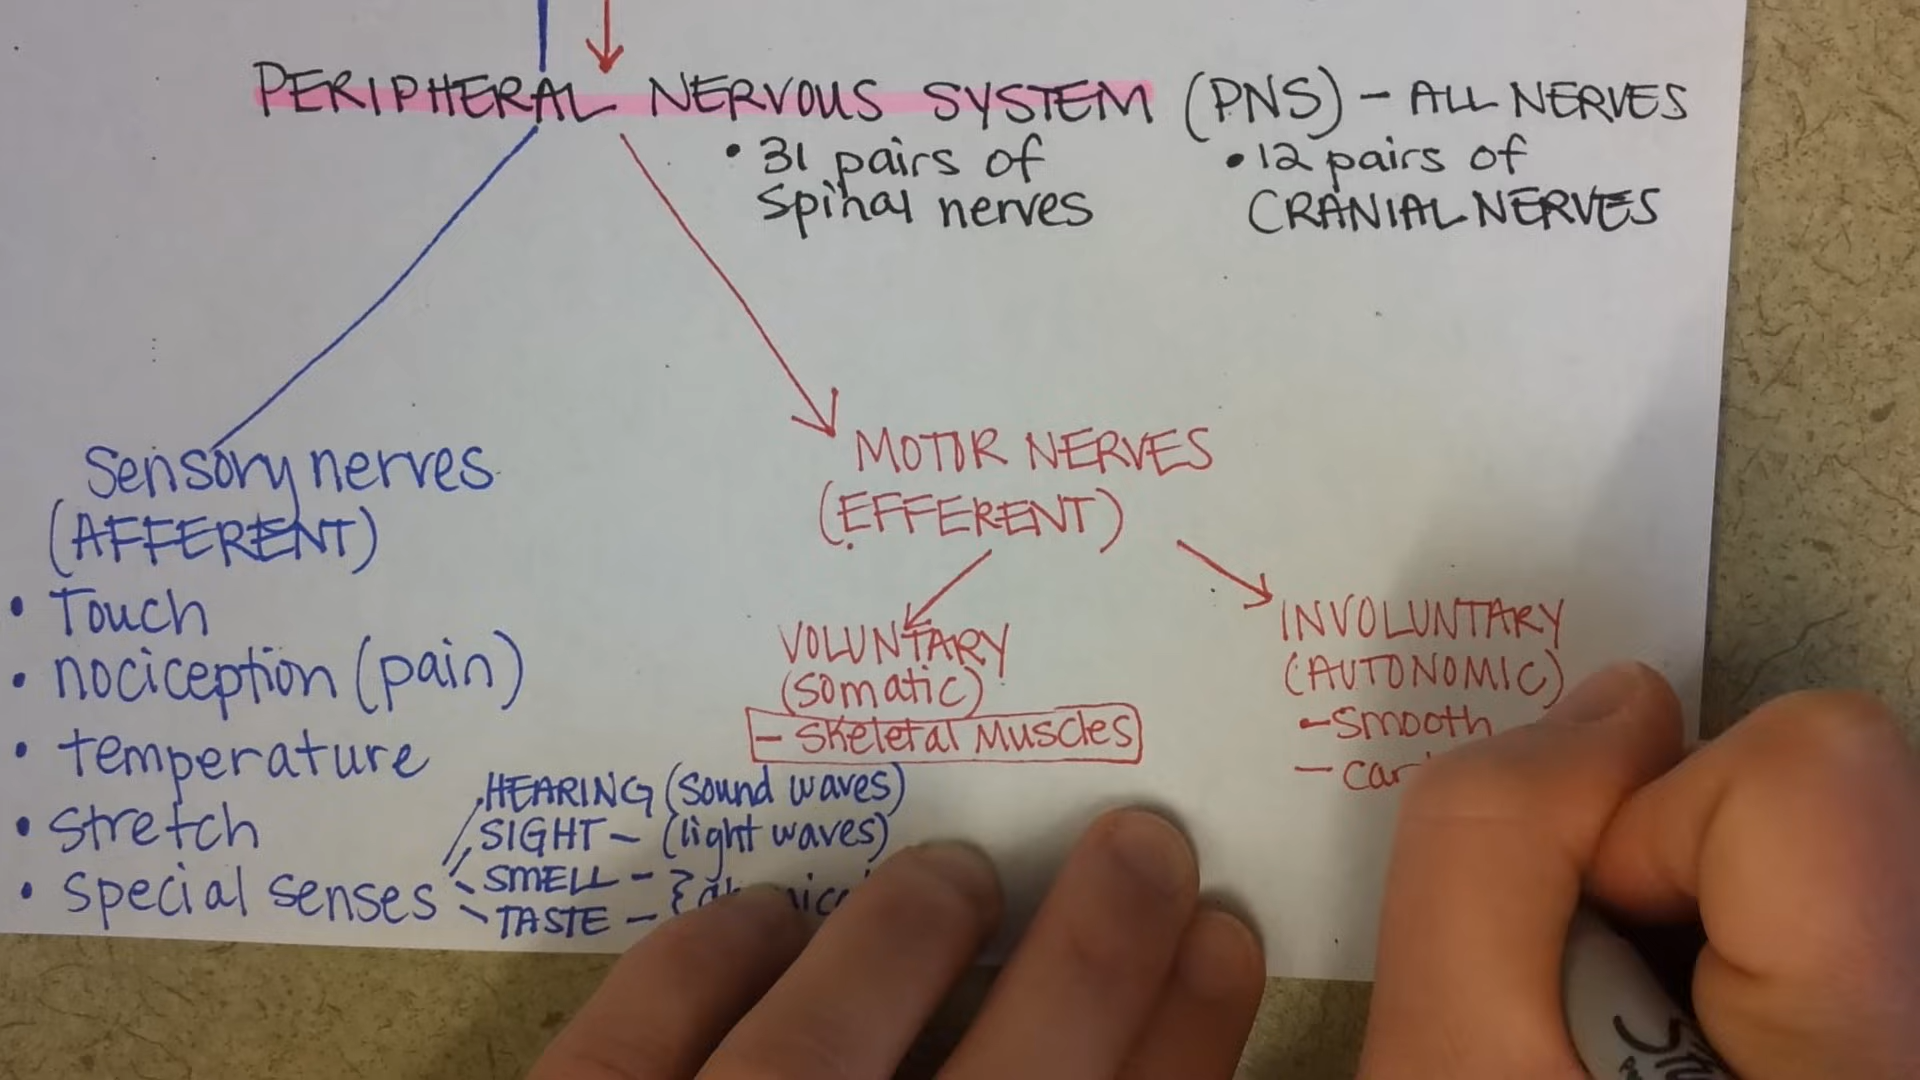 PERIPHERAL NERVOUS SYSTEM (PNS) - ALL NERVES
• 31 pairs of
Spinal nerves
• 12 pairs of
CRANIAL NERVES
Sensory nerves
(AFFERENT)
• Touch
• nociception (pain)
• temperature
• stretch
• special senses
HEARING (sound waves)
SIGHT - (light waves)
SMELL -
TASTE -
MOTOR NERVES
(EFFERENT)
VOLUNTARY
(somatic)
- Skeletal Muscles
INVOLUNTARY
(AUTONOMIC)
- Smooth
-